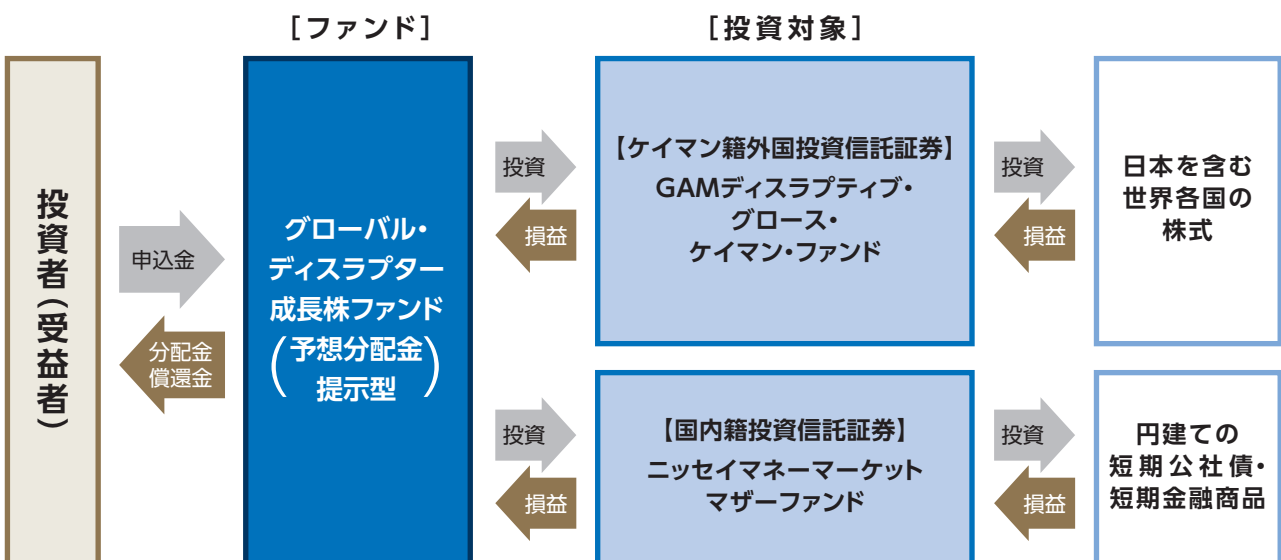 ［ファンド］
［投資対象］
投資者（受益者）
申込金
分配金
償還金
グローバル・
ディスラプター
成長株ファンド
（予想分配金
提示型）
投資
損益
【ケイマン籍外国投資信託証券】
GAMディスラプティブ・
グロース・
ケイマン・ファンド
投資
損益
日本を含む
世界各国の
株式
投資
損益
【国内籍投資信託証券】
ニッセイマネーマーケット
マザーファンド
投資
損益
円建ての
短期公社債・
短期金融商品